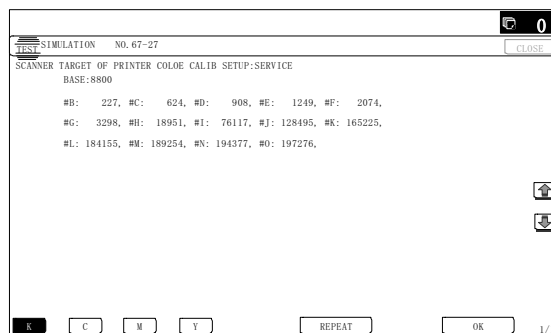 0
TEST SIMULATION NO. 67-27
CLOSE
SCANNER TARGET OF PRINTER COLOE CALIB SETUP:SERVICE
BASE:8800
#B: 227, #C: 624, #D: 908, #E: 1249, #F: 2074,
#G: 3298, #H: 18951, #I: 76117, #J: 128495, #K: 165225,
#L: 184155, #M: 189254, #N: 194377, #O: 197276,
K C M Y REPEAT OK 1/